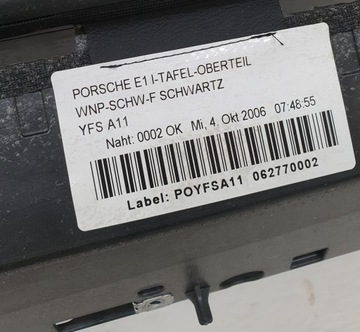 PORSCHE E1 I-TAFEL-OBERTEIL
WNP-SCHW-F SCHWARTZ
YFS A11
Naht: 0002 OK Mi, 4. Okt 2006 07:48:55
Label: POYFSA11 062770002